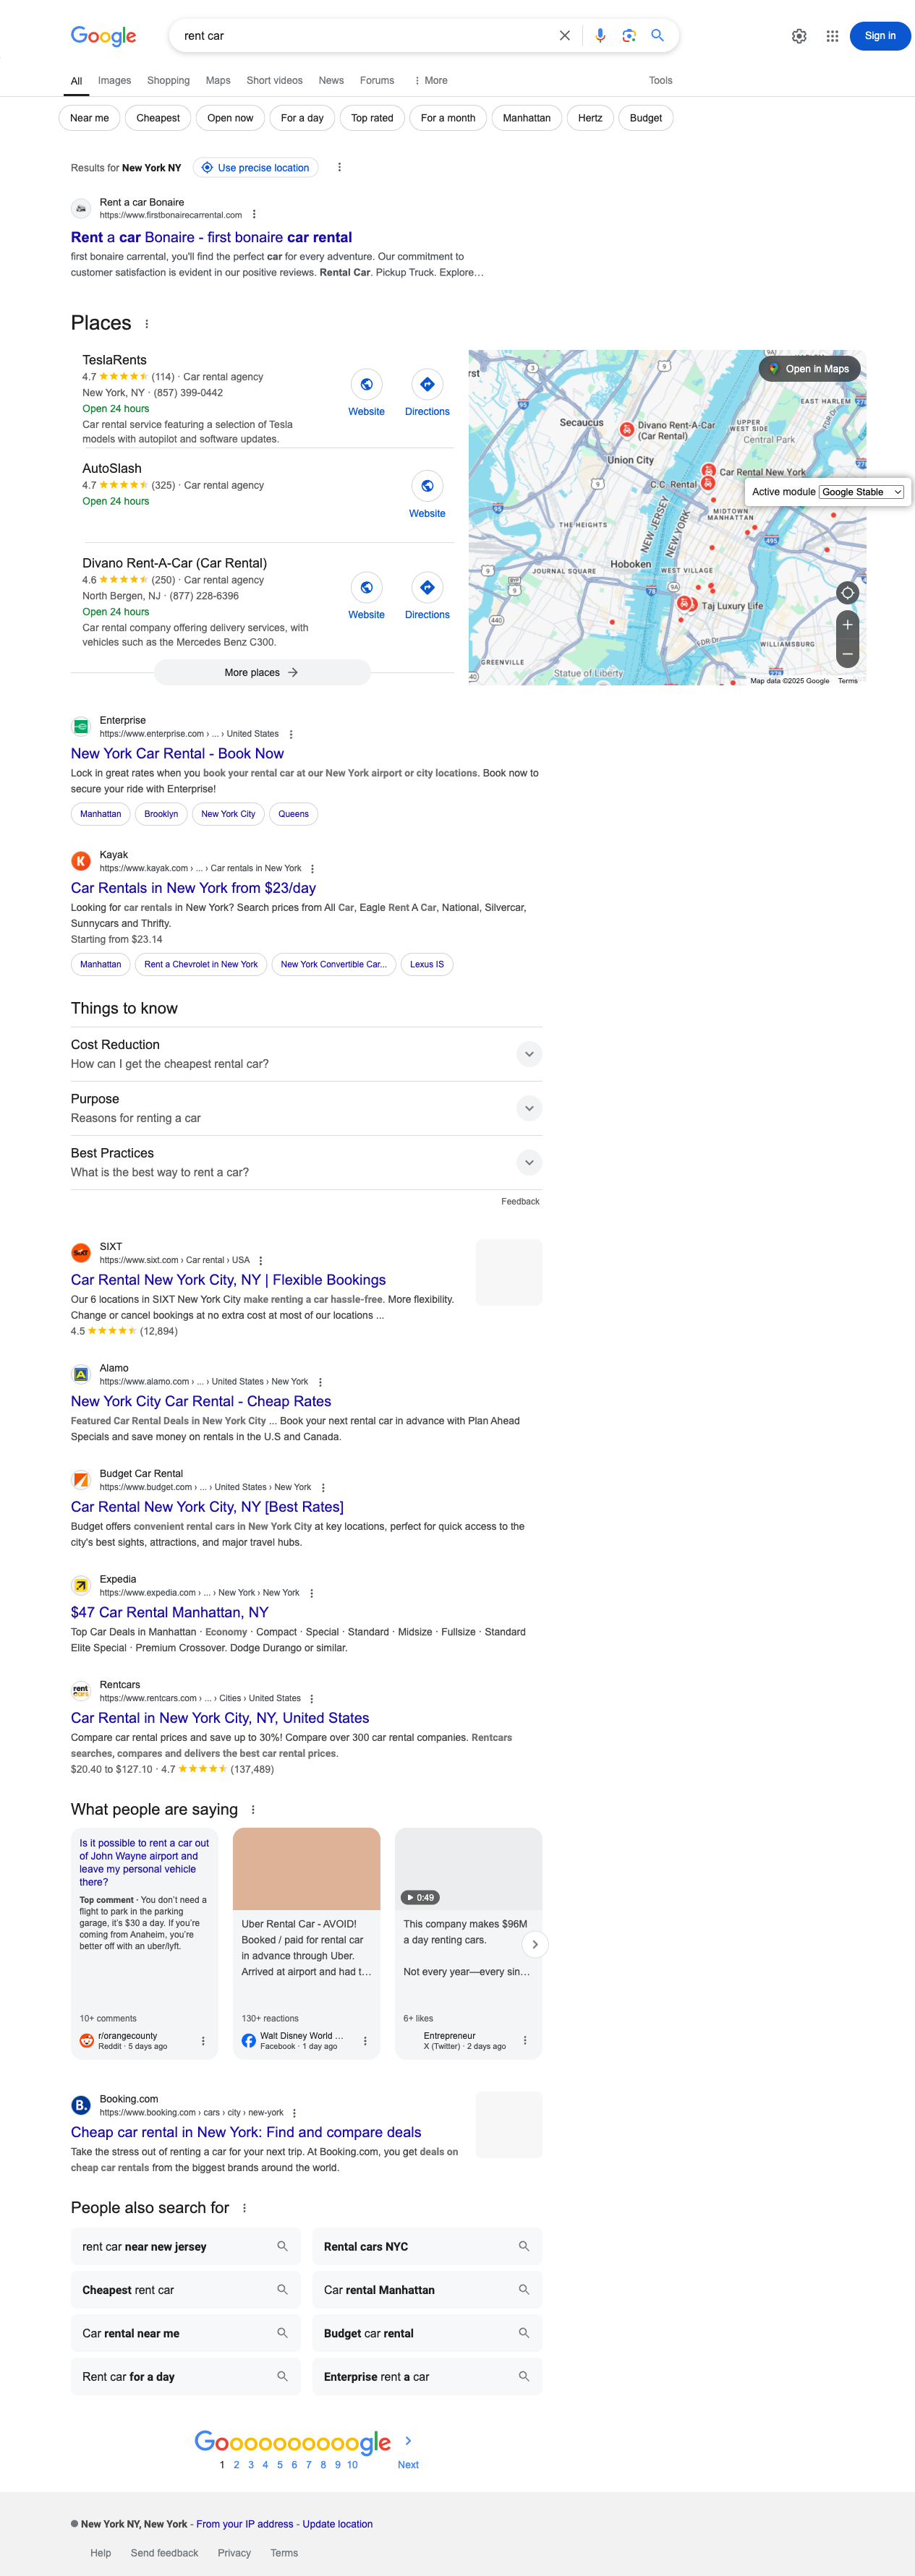 Google
rent car
Sign in
All Images Shopping Maps Short videos News Forums More Tools
Near me Cheapest Open now For a day Top rated For a month Manhattan Hertz Budget
Results for New York NY Use precise location
Rent a car Bonaire
https://www.firstbonairecarrental.com
Rent a car Bonaire - first bonaire car rental
first bonaire carrental, you'll find the perfect car for every adventure. Our commitment to
customer satisfaction is evident in our positive reviews. Rental Car. Pickup Truck. Explore…
Places
TeslaRents
4.7 (114) · Car rental agency
New York, NY · (857) 399-0442
Open 24 hours
Car rental service featuring a selection of Tesla
models with autopilot and software updates.
Website Directions
AutoSlash
4.7 (325) · Car rental agency
Open 24 hours
Website
Divano Rent-A-Car (Car Rental)
4.6 (250) · Car rental agency
North Bergen, NJ · (877) 228-6396
Open 24 hours
Car rental company offering delivery services, with
vehicles such as the Mercedes Benz C300.
Website Directions
More places
Open in Maps
rst
3
9
9A
95
278
EAST HARLEM
Secaucus
Divano Rent-A-Car
(Car Rental)
UPPER
WEST SIDE
Central Park
Union City
Car Rental New York
C.C. Rental
Active module Google Stable
MIDTOWN
MANHATTAN
THE HEIGHTS
NEW JERSEY
NEW YORK
495
Hoboken
JOURNAL SQUARE
WEST VILLAGE
78
9A
440
Taj Luxury Life
FDR Dr
WILLIAMSBURG
GREENVILLE
Statue of Liberty
278
Map data ©2025 Google Terms
Enterprise
https://www.enterprise.com › ... › United States
New York Car Rental - Book Now
Lock in great rates when you book your rental car at our New York airport or city locations. Book now to
secure your ride with Enterprise!
Manhattan Brooklyn New York City Queens
Kayak
https://www.kayak.com › ... › Car rentals in New York
Car Rentals in New York from $23/day
Looking for car rentals in New York? Search prices from All Car, Eagle Rent A Car, National, Silvercar,
Sunnycars and Thrifty.
Starting from $23.14
Manhattan Rent a Chevrolet in New York New York Convertible Car... Lexus IS
Things to know
Cost Reduction
How can I get the cheapest rental car?
Purpose
Reasons for renting a car
Best Practices
What is the best way to rent a car?
Feedback
SIXT
https://www.sixt.com › Car rental › USA
Car Rental New York City, NY | Flexible Bookings
Our 6 locations in SIXT New York City make renting a car hassle-free. More flexibility.
Change or cancel bookings at no extra cost at most of our locations ...
4.5 (12,894)
Alamo
https://www.alamo.com › ... › United States › New York
New York City Car Rental - Cheap Rates
Featured Car Rental Deals in New York City ... Book your next rental car in advance with Plan Ahead
Specials and save money on rentals in the U.S and Canada.
Budget Car Rental
https://www.budget.com › ... › United States › New York
Car Rental New York City, NY [Best Rates]
Budget offers convenient rental cars in New York City at key locations, perfect for quick access to the
city's best sights, attractions, and major travel hubs.
Expedia
https://www.expedia.com › ... › New York › New York
$47 Car Rental Manhattan, NY
Top Car Deals in Manhattan · Economy · Compact · Special · Standard · Midsize · Fullsize · Standard
Elite Special · Premium Crossover. Dodge Durango or similar.
Rentcars
https://www.rentcars.com › ... › Cities › United States
Car Rental in New York City, NY, United States
Compare car rental prices and save up to 30%! Compare over 300 car rental companies. Rentcars
searches, compares and delivers the best car rental prices.
$20.40 to $127.10 · 4.7 (137,489)
What people are saying
Is it possible to rent a car out
of John Wayne airport and
leave my personal vehicle
there?
Top comment · You don't need a
flight to park in the parking
garage, it's $30 a day. If you're
coming from Anaheim, you're
better off with an uber/lyft.
10+ comments
r/orangecounty
Reddit · 5 days ago
Uber Rental Car - AVOID!
Booked / paid for rental car
in advance through Uber.
Arrived at airport and had t...
130+ reactions
Walt Disney World ...
Facebook · 1 day ago
0:49
This company makes $96M
a day renting cars.
Not every year—every sin...
6+ likes
Entrepreneur
X (Twitter) · 2 days ago
Booking.com
https://www.booking.com › cars › city › new-york
Cheap car rental in New York: Find and compare deals
Take the stress out of renting a car for your next trip. At Booking.com, you get deals on
cheap car rentals from the biggest brands around the world.
People also search for
rent car near new jersey
Rental cars NYC
Cheapest rent car
Car rental Manhattan
Car rental near me
Budget car rental
Rent car for a day
Enterprise rent a car
Goooooooooogle
1 2 3 4 5 6 7 8 9 10 Next
New York NY, New York - From your IP address - Update location
Help Send feedback Privacy Terms